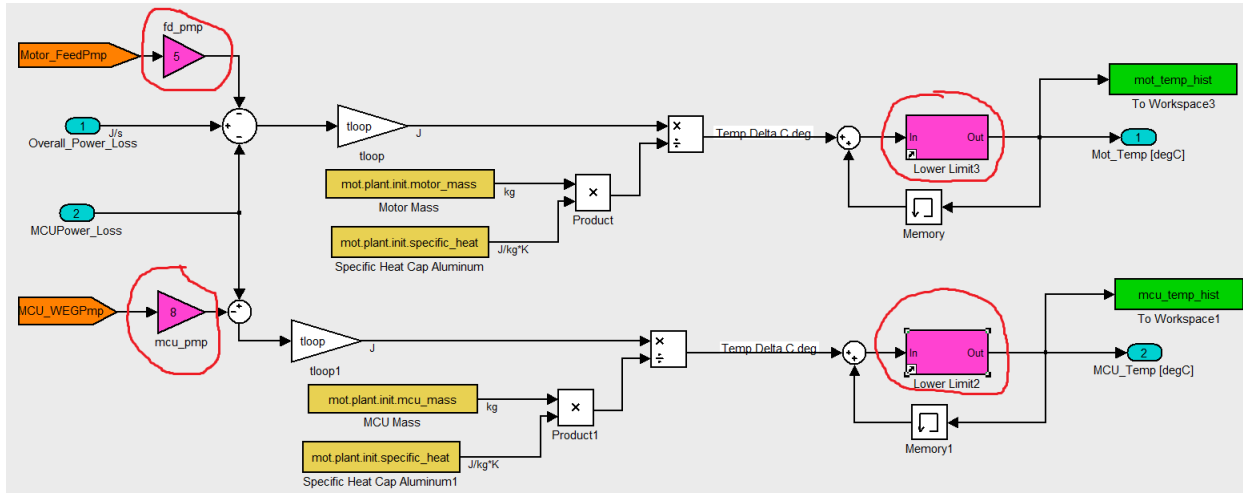 fd_pmp
Motor_FeedPmp
5
1
J/s
Overall_Power_Loss
tloop
J
tloop
mot.plant.init.motor_mass
kg
Motor Mass
mot.plant.init.specific_heat
J/kg*K
Specific Heat Cap Aluminum
×
Product
×
÷
Temp Delta C deg
In
Out
Lower Limit3
Memory
mot_temp_hist
To Workspace3
1
Mot_Temp [degC]
2
MCUPower_Loss
MCU_WEGPmp
8
mcu_pmp
tloop
J
tloop1
mot.plant.init.mcu_mass
kg
MCU Mass
mot.plant.init.specific_heat
J/kg*K
Specific Heat Cap Aluminum1
×
Product1
×
÷
Temp Delta C deg
In
Out
Lower Limit2
Memory1
mcu_temp_hist
To Workspace1
2
MCU_Temp [degC]